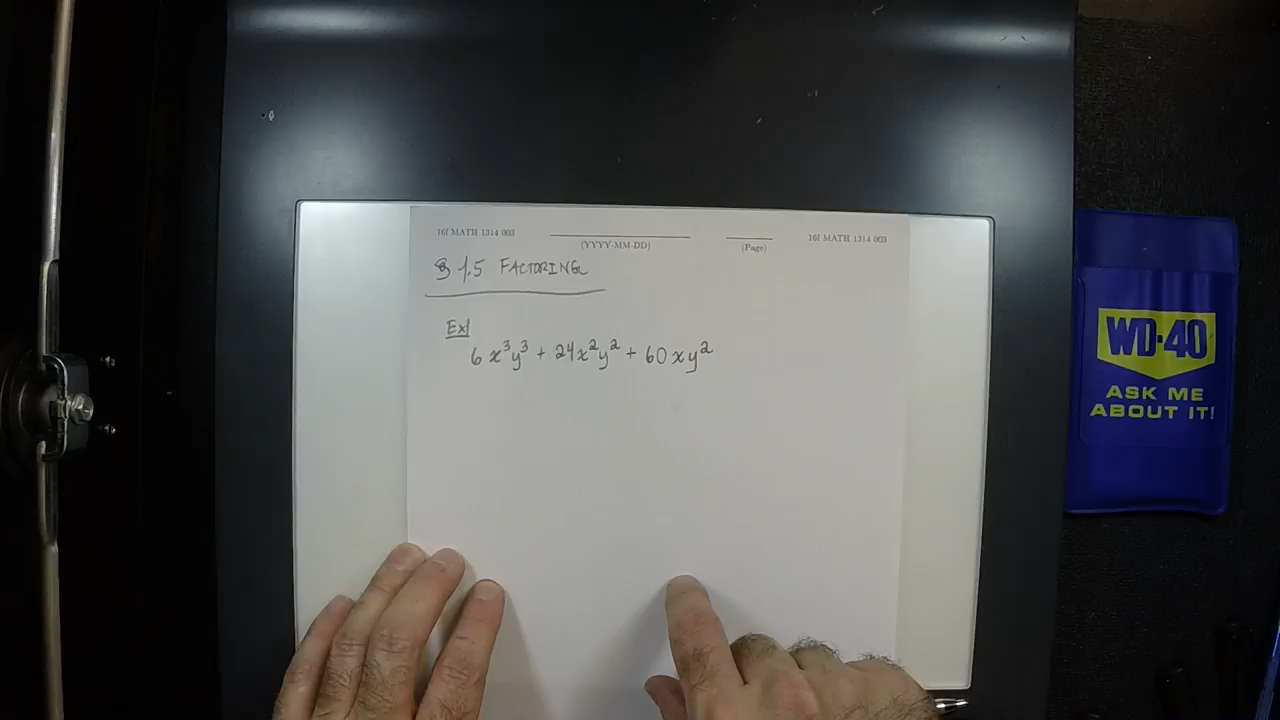 16f MATH 1314 003 (YYYY-MM-DD) (Page) 16f MATH 1314 003
§ 1.5 FACTORING
Ex/
6x³y³ + 24x²y² + 60xy²
WD-40
ASK ME
ABOUT IT!